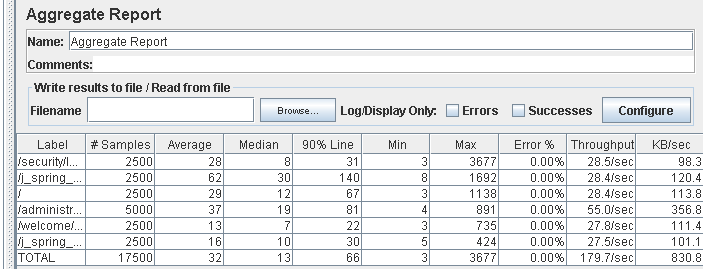 Aggregate Report
Name: Aggregate Report
Comments:
Write results to file / Read from file
Filename Browse... Log/Display Only: Errors Successes Configure
Label # Samples Average Median 90% Line Min Max Error % Throughput KB/sec
/security/l... 2500 28 8 31 3 3677 0.00% 28.5/sec 98.3
/j_spring_... 2500 62 30 140 8 1692 0.00% 28.4/sec 120.4
/ 2500 29 12 67 3 1138 0.00% 28.4/sec 113.8
/administr... 5000 37 19 81 4 891 0.00% 55.0/sec 356.8
/welcome/... 2500 13 7 22 3 735 0.00% 27.8/sec 111.4
/j_spring_... 2500 16 10 30 5 424 0.00% 27.5/sec 101.1
TOTAL 17500 32 13 66 3 3677 0.00% 179.7/sec 830.8